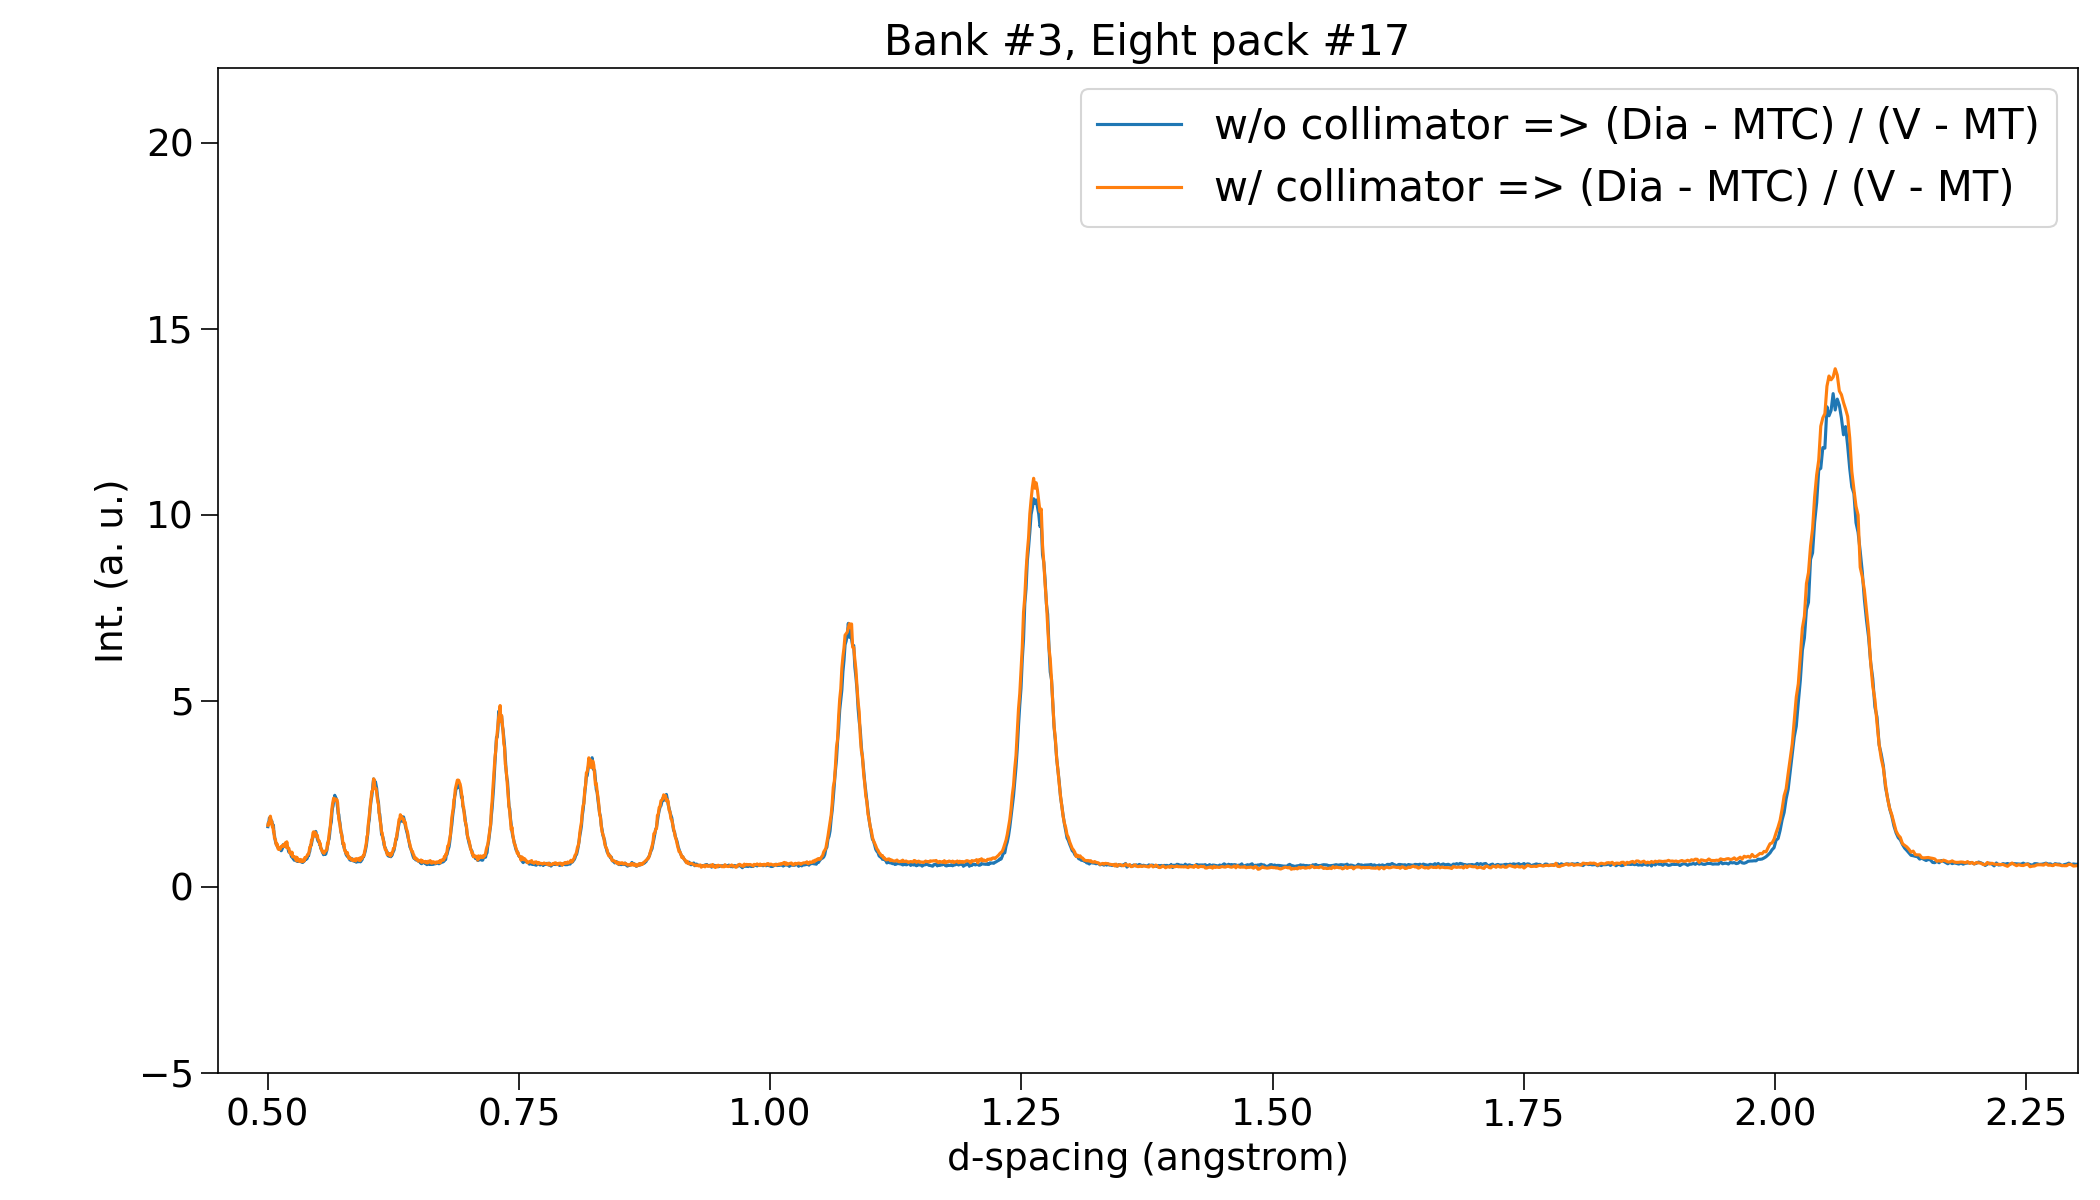 Bank #3, Eight pack #17
w/o collimator => (Dia - MTC) / (V - MT)
w/ collimator => (Dia - MTC) / (V - MT)
20
15
10
5
0
−5
Int. (a. u.)
0.50 0.75 1.00 1.25 1.50 1.75 2.00 2.25
d-spacing (angstrom)